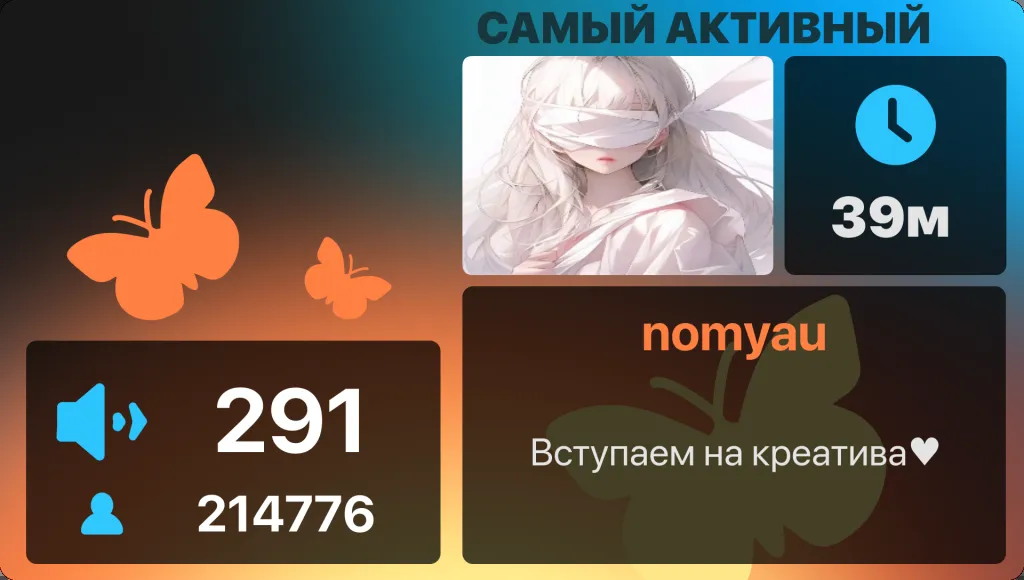 САМЫЙ АКТИВНЫЙ
39м
nomyau
Вступаем на креатива♥
291
214776